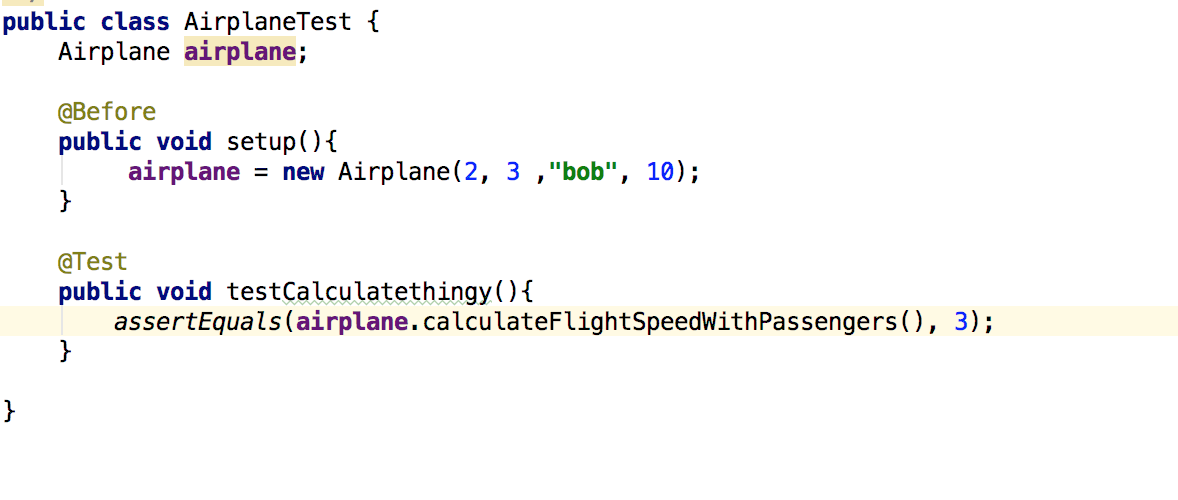 public class AirplaneTest {
    Airplane airplane;

    @Before
    public void setup(){
         airplane = new Airplane(2, 3 ,"bob", 10);
    }

    @Test
    public void testCalculatethingy(){
        assertEquals(airplane.calculateFlightSpeedWithPassengers(), 3);
    }

}